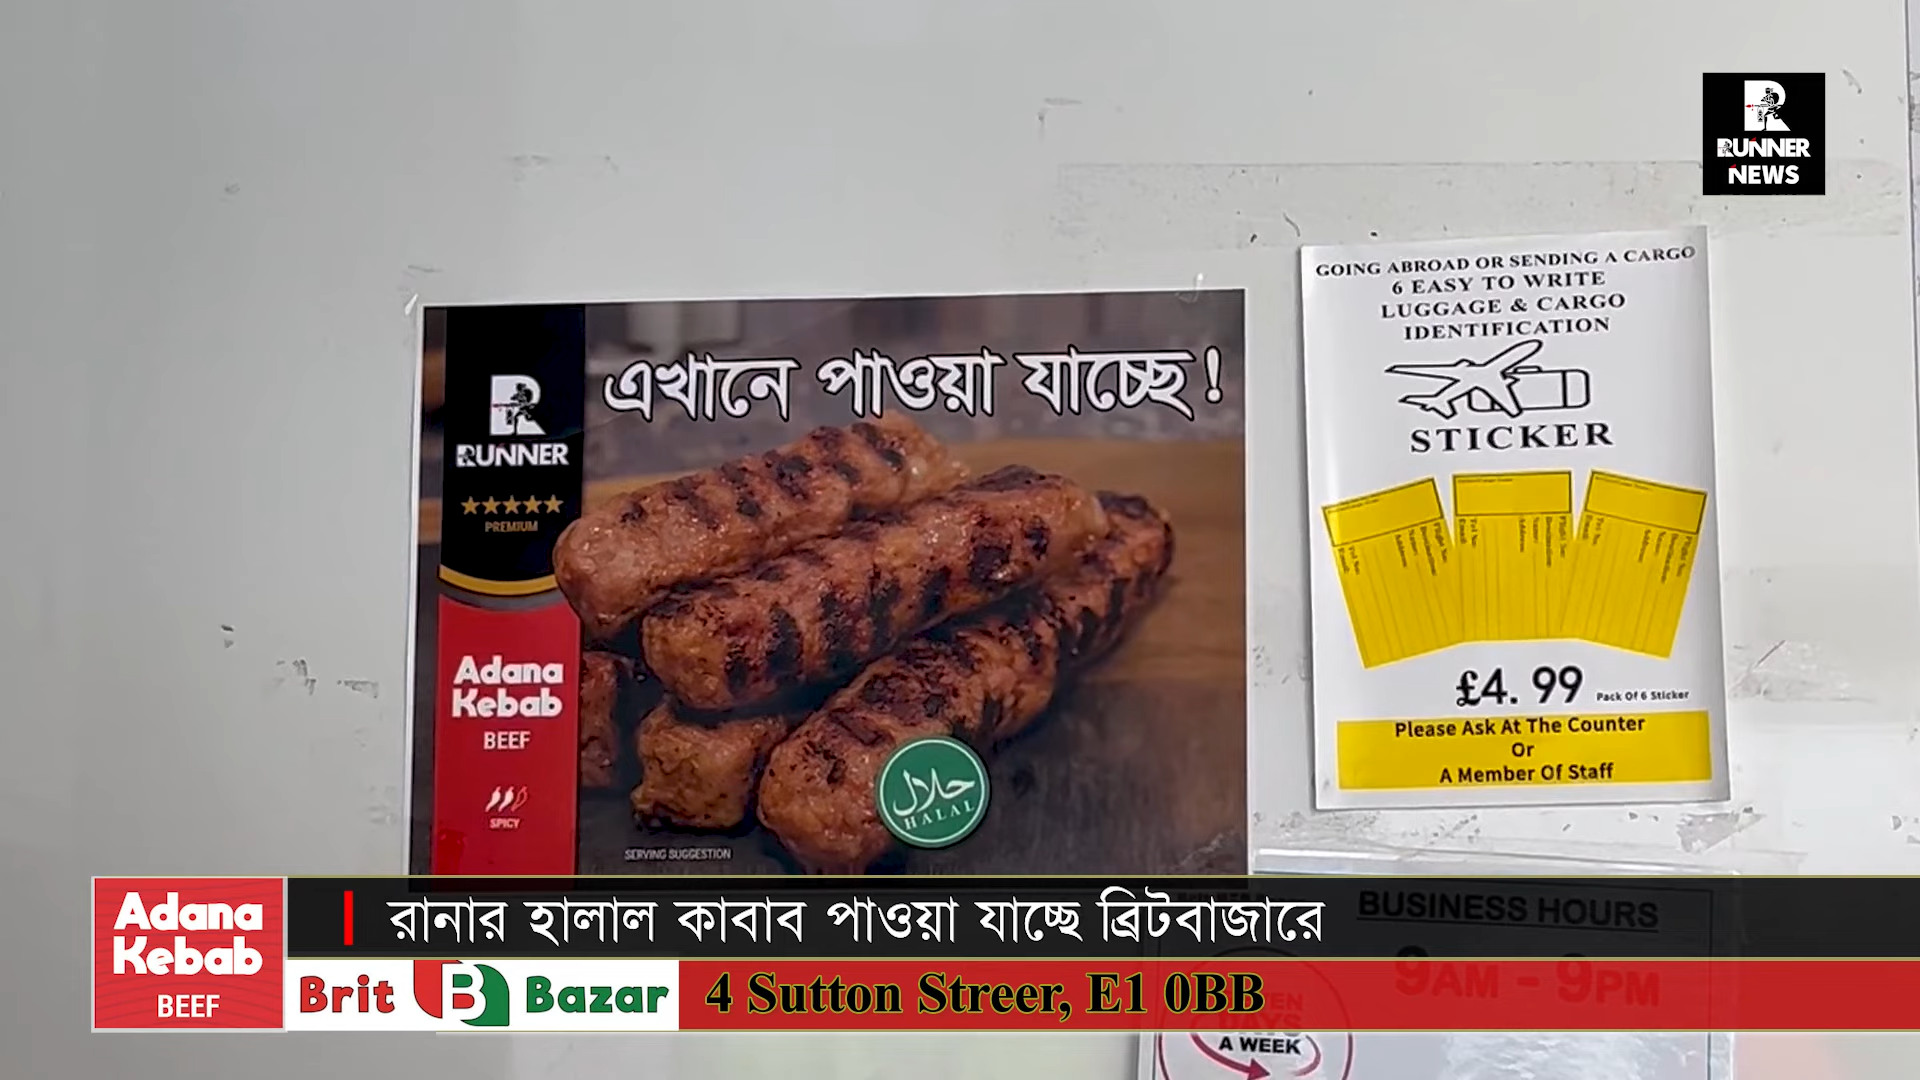 RUNNER
NEWS
GOING ABROAD OR SENDING A CARGO
6 EASY TO WRITE
LUGGAGE & CARGO
IDENTIFICATION
STICKER
£4.99 Pack Of 6 Sticker
Please Ask At The Counter
Or
A Member Of Staff
এখানে পাওয়া যাচ্ছে!
RUNNER
PREMIUM
Adana
Kebab
BEEF
SPICY
SERVING SUGGESTION
حلال
HALAL
BUSINESS HOURS
9AM - 9PM
DAYS
A WEEK
Adana
Kebab
BEEF
রানার হালাল কাবাব পাওয়া যাচ্ছে ব্রিটবাজারে
Brit B Bazar
4 Sutton Streer, E1 0BB